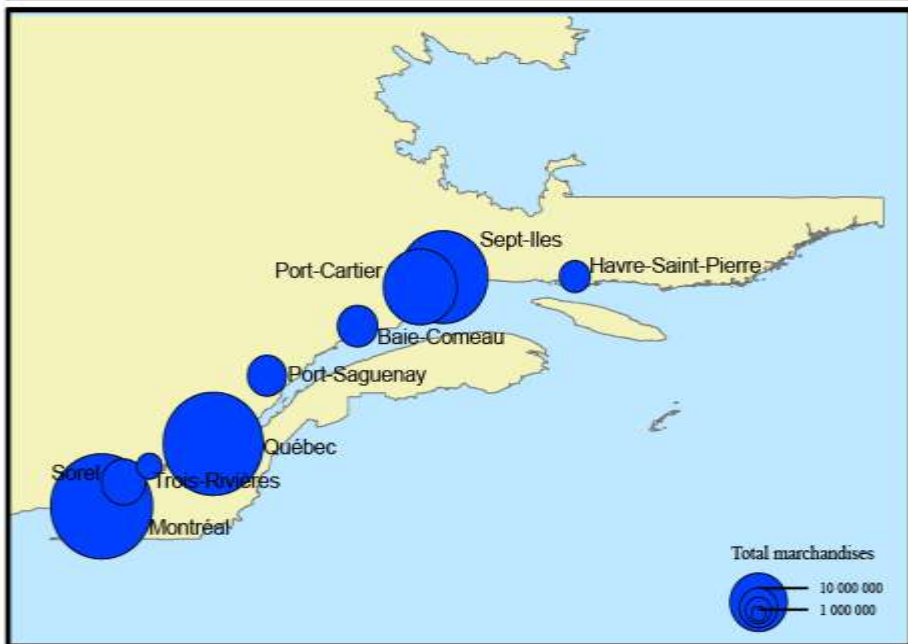 Sept-Iles
Port-Cartier
Havre-Saint-Pierre
Baie-Comeau
Port-Saguenay
Québec
Sorel
Trois-Rivières
Montréal
Total marchandises
10 000 000
1 000 000